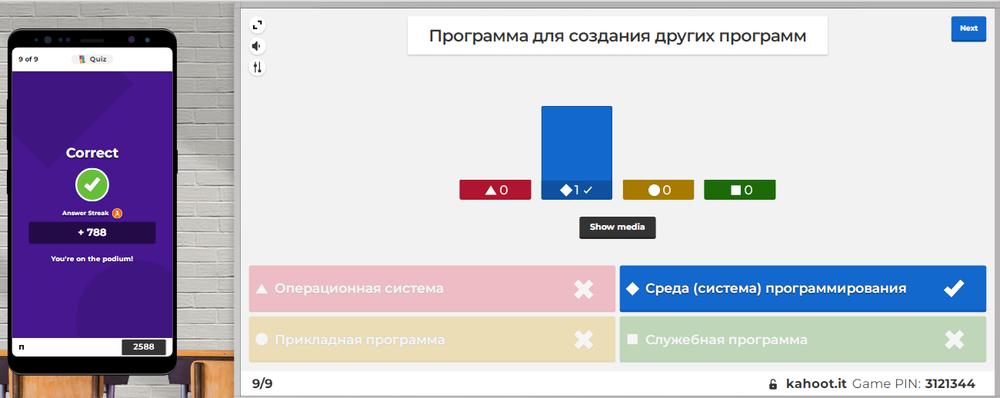 9 of 9
Quiz
Correct
Answer Streak 1
+ 788
You're on the podium!
п
2588
Программа для создания других программ
Next
0
1
0
0
Show media
Операционная система
Среда (система) программирования
Прикладная программа
Служебная программа
9/9
kahoot.it Game PIN: 3121344